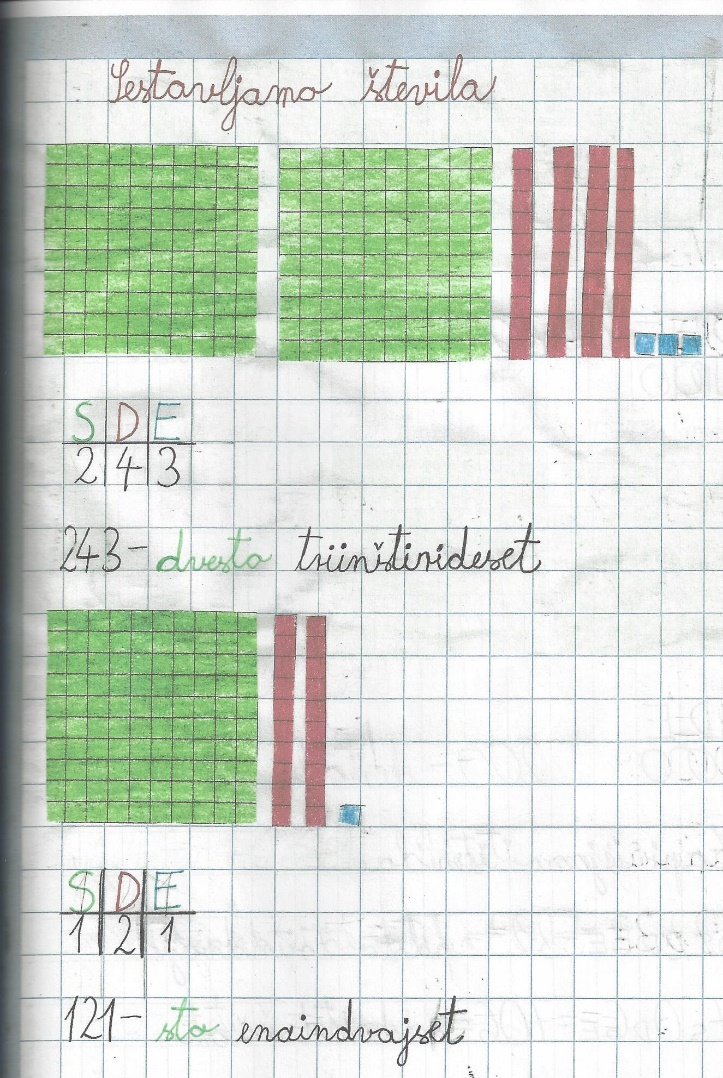 Sestavljamo števila
S D E
2 4 3
243 - dvesto triinštirideset
S D E
1 2 1
121 - sto enaindvajset